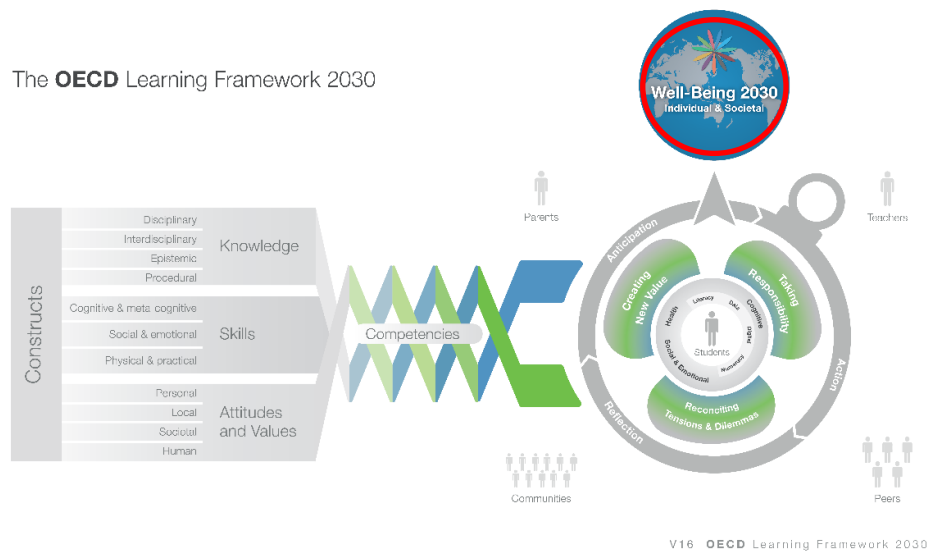 The OECD Learning Framework 2030
Well-Being 2030
Individual & Societal
Parents
Teachers
Constructs
Disciplinary
Interdisciplinary
Epistemic
Procedural
Knowledge
Cognitive & meta cognitive
Social & emotional
Physical & practical
Skills
Personal
Local
Societal
Human
Attitudes
and Values
Competencies
Anticipation
Action
Reflection
Creating
New Value
Taking
Responsibility
Reconciling
Tensions & Dilemmas
Literacy
Data
Cognitive
Digital
Numeracy
Social & Emotional
Health
Students
Communities
Peers
V16 OECD Learning Framework 2030